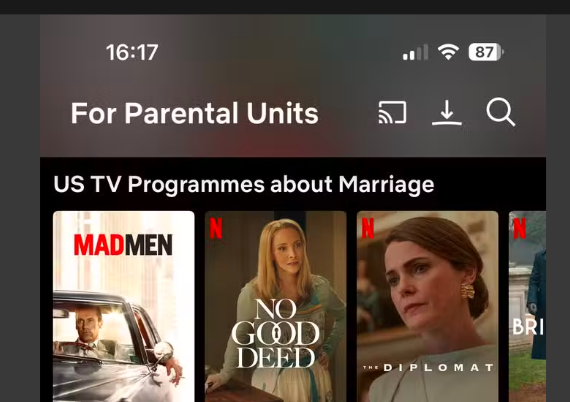 16:17
87
For Parental Units
US TV Programmes about Marriage
MADMEN
N
NO
GOOD
DEED
N
THE DIPLOMAT
N
BRI